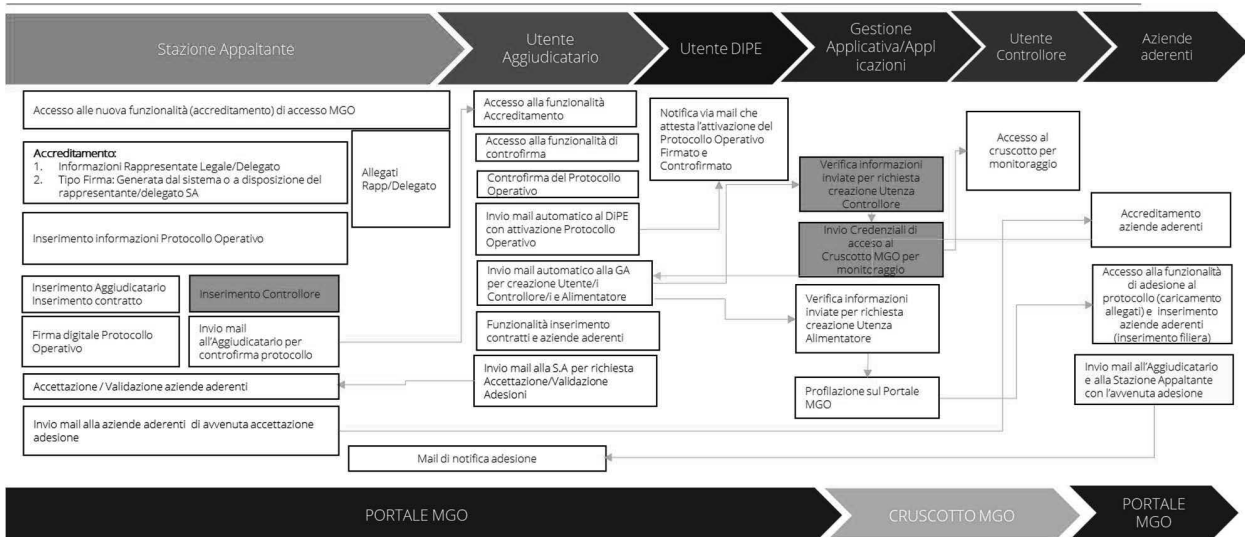 Stazione Appaltante
Utente
Aggiudicatario
Utente DIPE
Gestione
Applicativa/Appl
icazioni
Utente
Controllore
Aziende
aderenti
Accesso alle nuova funzionalità (accreditamento) di accesso MGO
Accreditamento:
1. Informazioni Rappresentate Legale/Delegato
2. Tipo Firma: Generata dal sistema o a disposizione del
rappresentante/delegato SA
Allegati
Rapp/Delegato
Inserimento informazioni Protocollo Operativo
Inserimento Aggiudicatario
Inserimento contratto
Inserimento Controllore
Firma digitale Protocollo
Operativo
Invio mail
all'Aggiudicatario per
controfirma protocollo
Accettazione / Validazione aziende aderenti
Invio mail alla aziende aderenti di avvenuta accettazione
adesione
Accesso alla funzionalità
Accreditamento
Accesso alla funzionalità di
controfirma
Controfirma del Protocollo
Operativo
Invio mail automatico al DiPE
con attivazione Protocollo
Operativo
Invio mail automatico alla GA
per creazione Utente/i
Controllore/i e Alimentatore
Funzionalità inserimento
contratti e aziende aderenti
Invio mail alla S.A per richiesta
Accettazione/Validazione
Adesioni
Mail di notifica adesione
Notifica via mail che
attesta l'attivazione del
Protocollo Operativo
Firmato e
Controfirmato
Verifica informazioni
inviate per richiesta
creazione Utenza
Controllore
Invio Credenziali di
acceso al
Cruscotto MGO per
monitoraggio
Verifica informazioni
inviate per richiesta
creazione Utenza
Alimentatore
Profilazione sul Portale
MGO
Accesso al
cruscotto per
monitoraggio
Accreditamento
aziende aderenti
Accesso alla funzionalità
di adesione al
protocollo (caricamento
allegati) e inserimento
aziende aderenti
(inserimento filiera)
Invio mail all'Aggiudicatario
e alla Stazione Appaltante
con l'avvenuta adesione
PORTALE MGO
CRUSCOTTO MGO
PORTALE
MGO